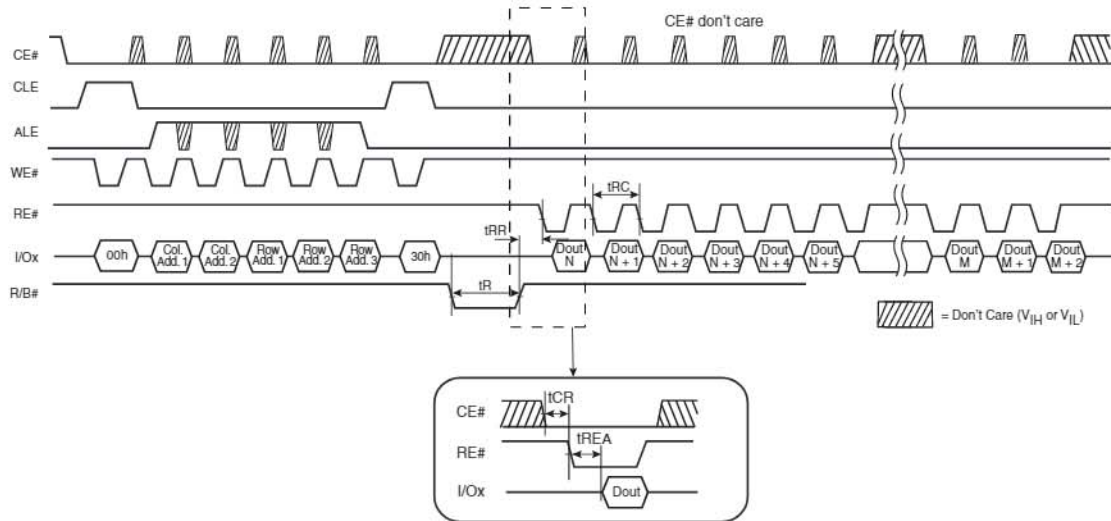 CE# don't care
CE#
CLE
ALE
WE#
tRC
RE#
tRR
I/Ox
00h
Col. Add. 1
Col. Add. 2
Row Add. 1
Row Add. 2
Row Add. 3
30h
Dout N
Dout N + 1
Dout N + 2
Dout N + 3
Dout N + 4
Dout N + 5
Dout M
Dout M + 1
Dout M + 2
R/B#
tR
= Don't Care (VIH or VIL)
tCR
CE#
tREA
RE#
I/Ox
Dout